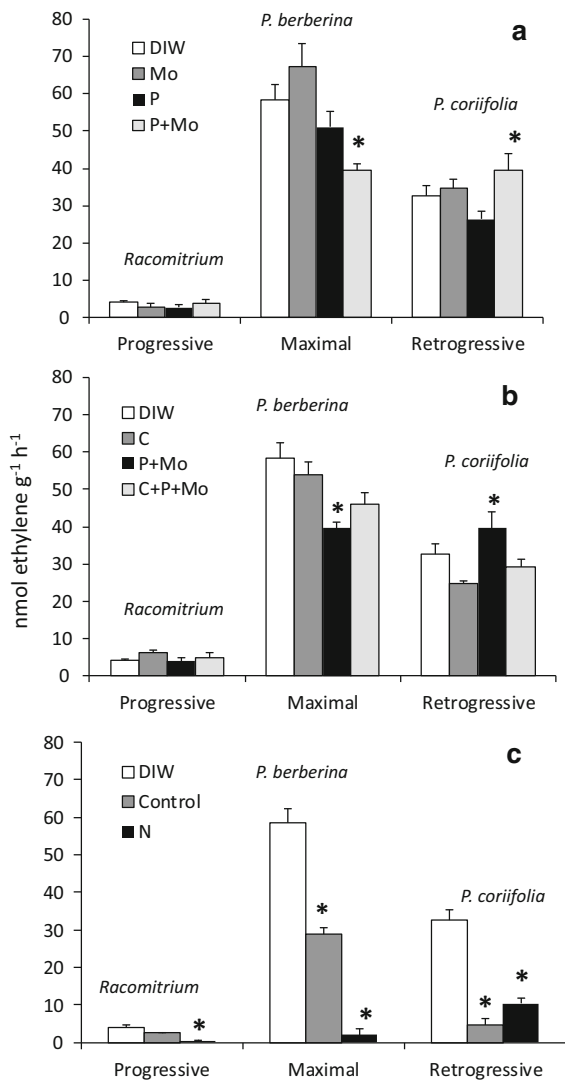 P. berberina
a
DIW
Mo
P
P+Mo
P. coriifolia
*
*
Racomitrium
80
70
60
50
40
30
20
10
0
Progressive
Maximal
Retrogressive
nmol ethylene g⁻¹ h⁻¹
P. berberina
b
DIW
C
P+Mo
C+P+Mo
P. coriifolia
*
*
Racomitrium
80
70
60
50
40
30
20
10
0
Progressive
Maximal
Retrogressive
c
DIW
Control
N
P. berberina
P. coriifolia
Racomitrium
*
*
*
*
*
80
70
60
50
40
30
20
10
0
Progressive
Maximal
Retrogressive